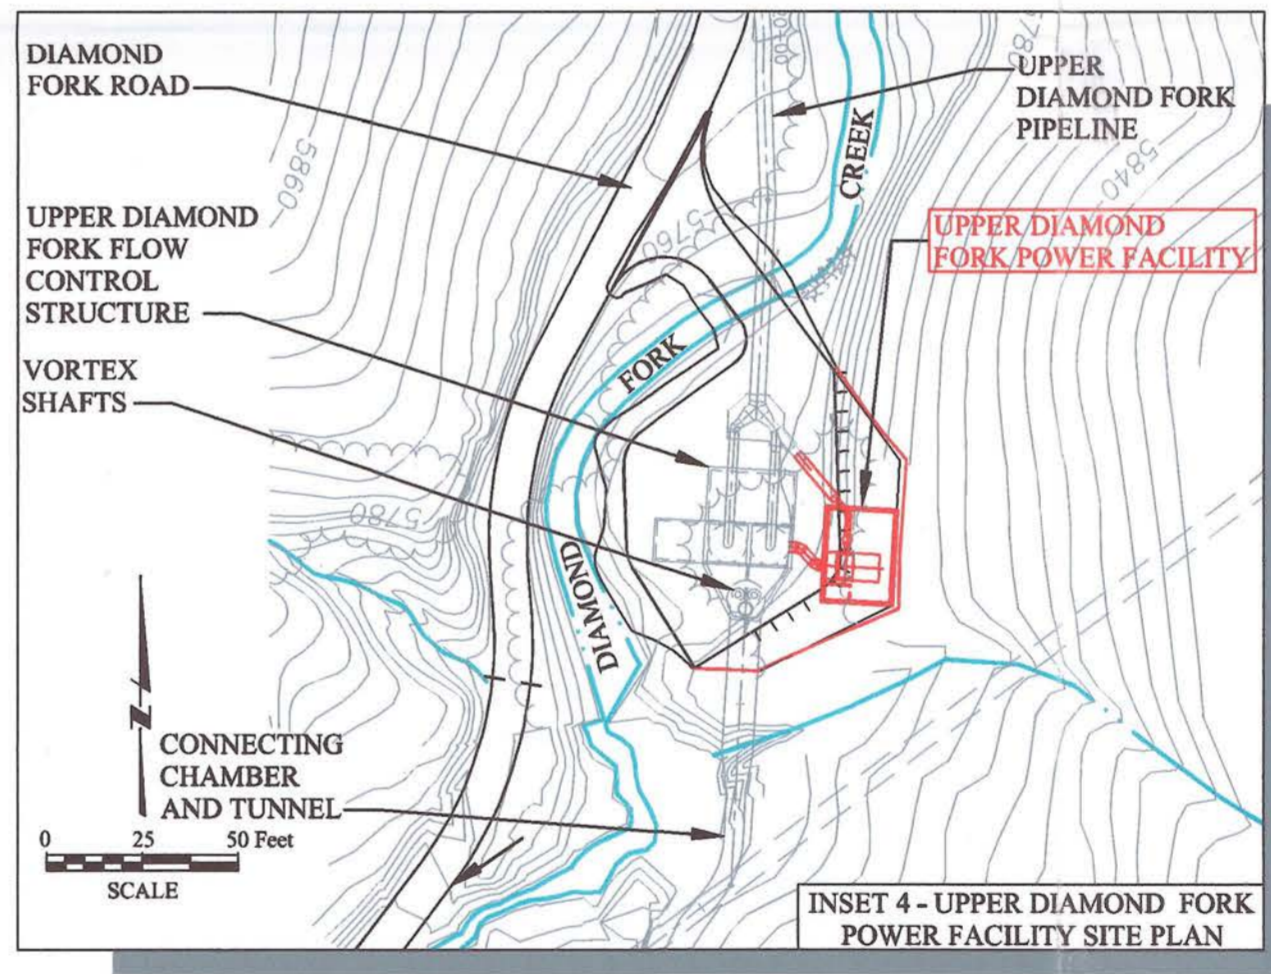 DIAMOND
FORK ROAD
UPPER
DIAMOND FORK
PIPELINE
5780
5860
5840
5760
CREEK
UPPER DIAMOND
FORK FLOW
CONTROL
STRUCTURE
UPPER DIAMOND
FORK POWER FACILITY
VORTEX
SHAFTS
FORK
5780
DIAMOND
N
CONNECTING
CHAMBER
AND TUNNEL
0 25 50 Feet
SCALE
INSET 4 - UPPER DIAMOND FORK
POWER FACILITY SITE PLAN